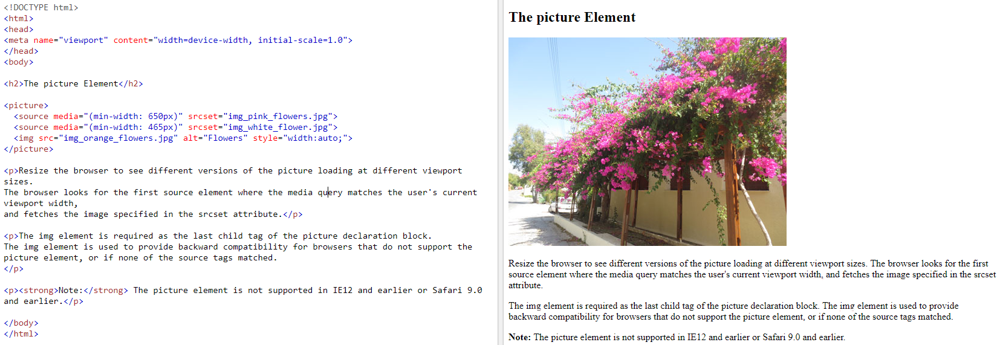 <!DOCTYPE html>
<html>
<head>
<meta name="viewport" content="width=device-width, initial-scale=1.0">
</head>
<body>
<h2>The picture Element</h2>
<picture>
  <source media="(min-width: 650px)" srcset="img_pink_flowers.jpg">
  <source media="(min-width: 465px)" srcset="img_white_flower.jpg">
  <img src="img_orange_flowers.jpg" alt="Flowers" style="width:auto;">
</picture>
<p>Resize the browser to see different versions of the picture loading at different viewport
sizes.
The browser looks for the first source element where the media query matches the user's current
viewport width,
and fetches the image specified in the srcset attribute.</p>
<p>The img element is required as the last child tag of the picture declaration block.
The img element is used to provide backward compatibility for browsers that do not support the
picture element, or if none of the source tags matched.
</p>
<p><strong>Note:</strong> The picture element is not supported in IE12 and earlier or Safari 9.0
and earlier.</p>
</body>
</html>
The picture Element
Resize the browser to see different versions of the picture loading at different viewport sizes. The browser looks for the first
source element where the media query matches the user's current viewport width, and fetches the image specified in the srcset
attribute.
The img element is required as the last child tag of the picture declaration block. The img element is used to provide
backward compatibility for browsers that do not support the picture element, or if none of the source tags matched.
Note: The picture element is not supported in IE12 and earlier or Safari 9.0 and earlier.